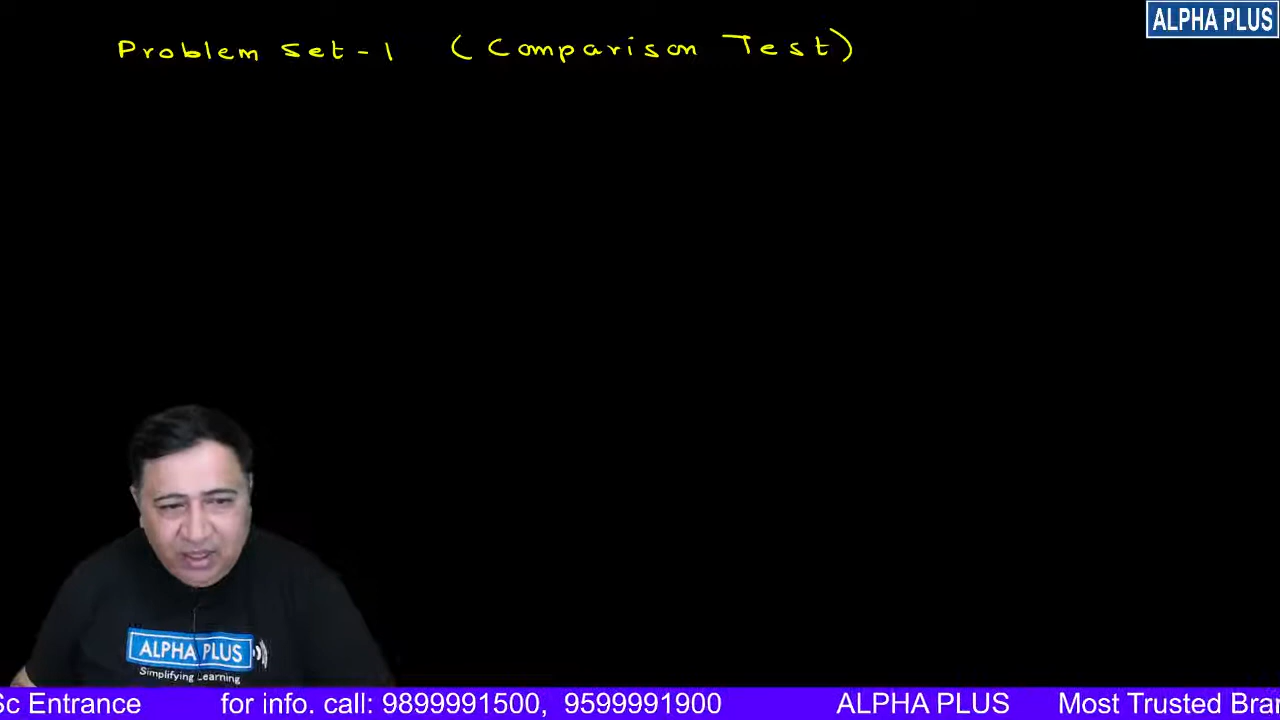 ALPHA PLUS
Problem Set-1 (Comparison Test)
ALPHA PLUS
Simplifying Learning
Sc Entrance for info. call: 9899991500, 9599991900 ALPHA PLUS Most Trusted Bra